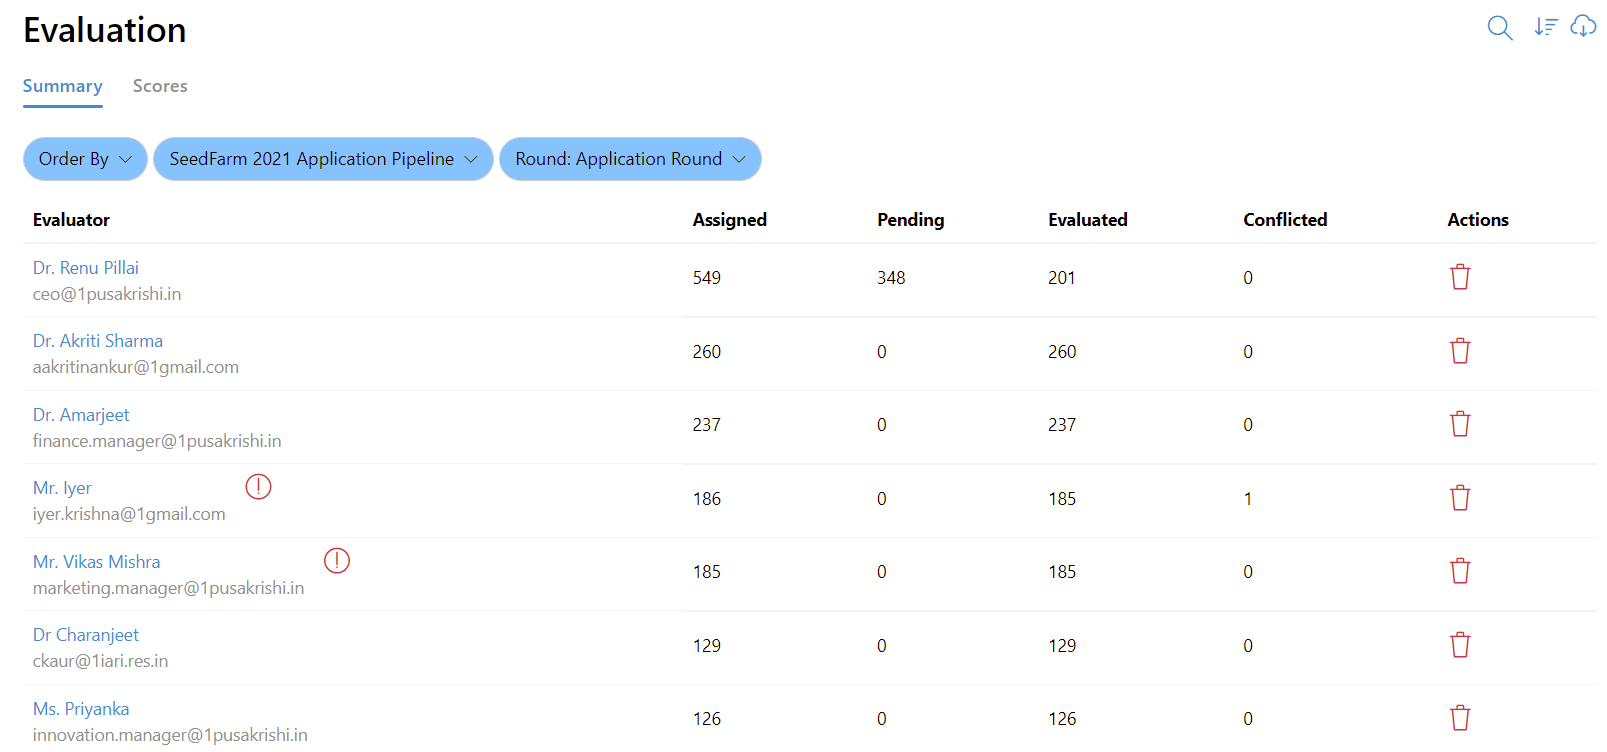 Evaluation
Summary Scores
Order By SeedFarm 2021 Application Pipeline Round: Application Round
Evaluator Assigned Pending Evaluated Conflicted Actions
Dr. Renu Pillai
ceo@1pusakrishi.in 549 348 201 0
Dr. Akriti Sharma
aakritinankur@1gmail.com 260 0 260 0
Dr. Amarjeet
finance.manager@1pusakrishi.in 237 0 237 0
Mr. Iyer
iyer.krishna@1gmail.com 186 0 185 1
Mr. Vikas Mishra
marketing.manager@1pusakrishi.in 185 0 185 0
Dr Charanjeet
ckaur@1iari.res.in 129 0 129 0
Ms. Priyanka
innovation.manager@1pusakrishi.in 126 0 126 0